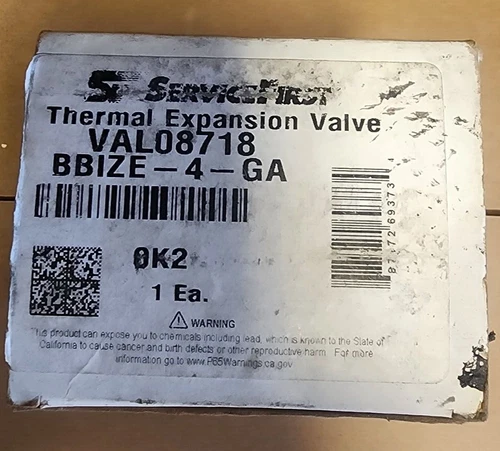 SF SERVICEFIRST
Thermal Expansion Valve
VAL08718
BBIZE-4-GA
0K2
1 Ea.
WARNING
This product can expose you to chemicals including lead, which is known to the State of
California to cause cancer and birth defects or other reproductive harm. For more
information go to www.P65Warnings.ca.gov